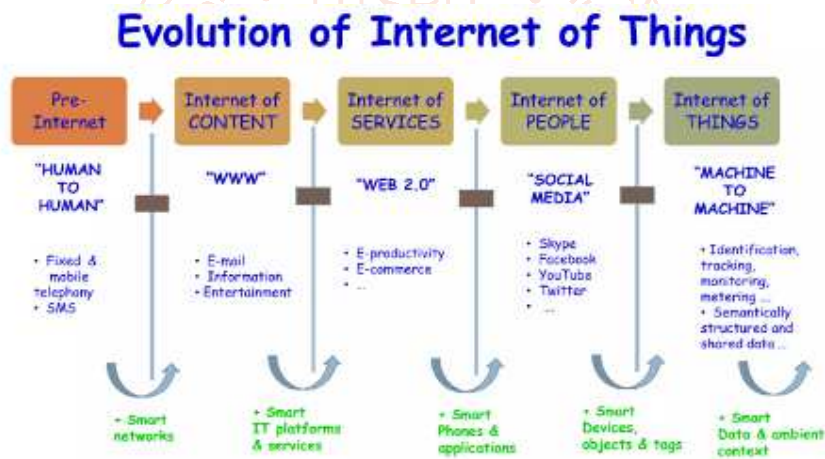 Evolution of Internet of Things
Pre-
Internet
Internet of
CONTENT
Internet of
SERVICES
Internet of
PEOPLE
Internet of
THINGS
"HUMAN
TO
HUMAN"
"WWW"
"WEB 2.0"
"SOCIAL
MEDIA"
"MACHINE
TO
MACHINE"
• Fixed &
mobile
telephony
• SMS
• E-mail
• Information
• Entertainment
• E-productivity
• E-commerce
• ...
• Skype
• Facebook
• YouTube
• Twitter
• ...
• Identification,
tracking,
monitoring,
metering ...
• Semantically
structured and
shared data ...
+ Smart
networks
+ Smart
IT platforms
& services
+ Smart
Phones &
applications
+ Smart
Devices,
objects & tags
+ Smart
Data & ambient
context